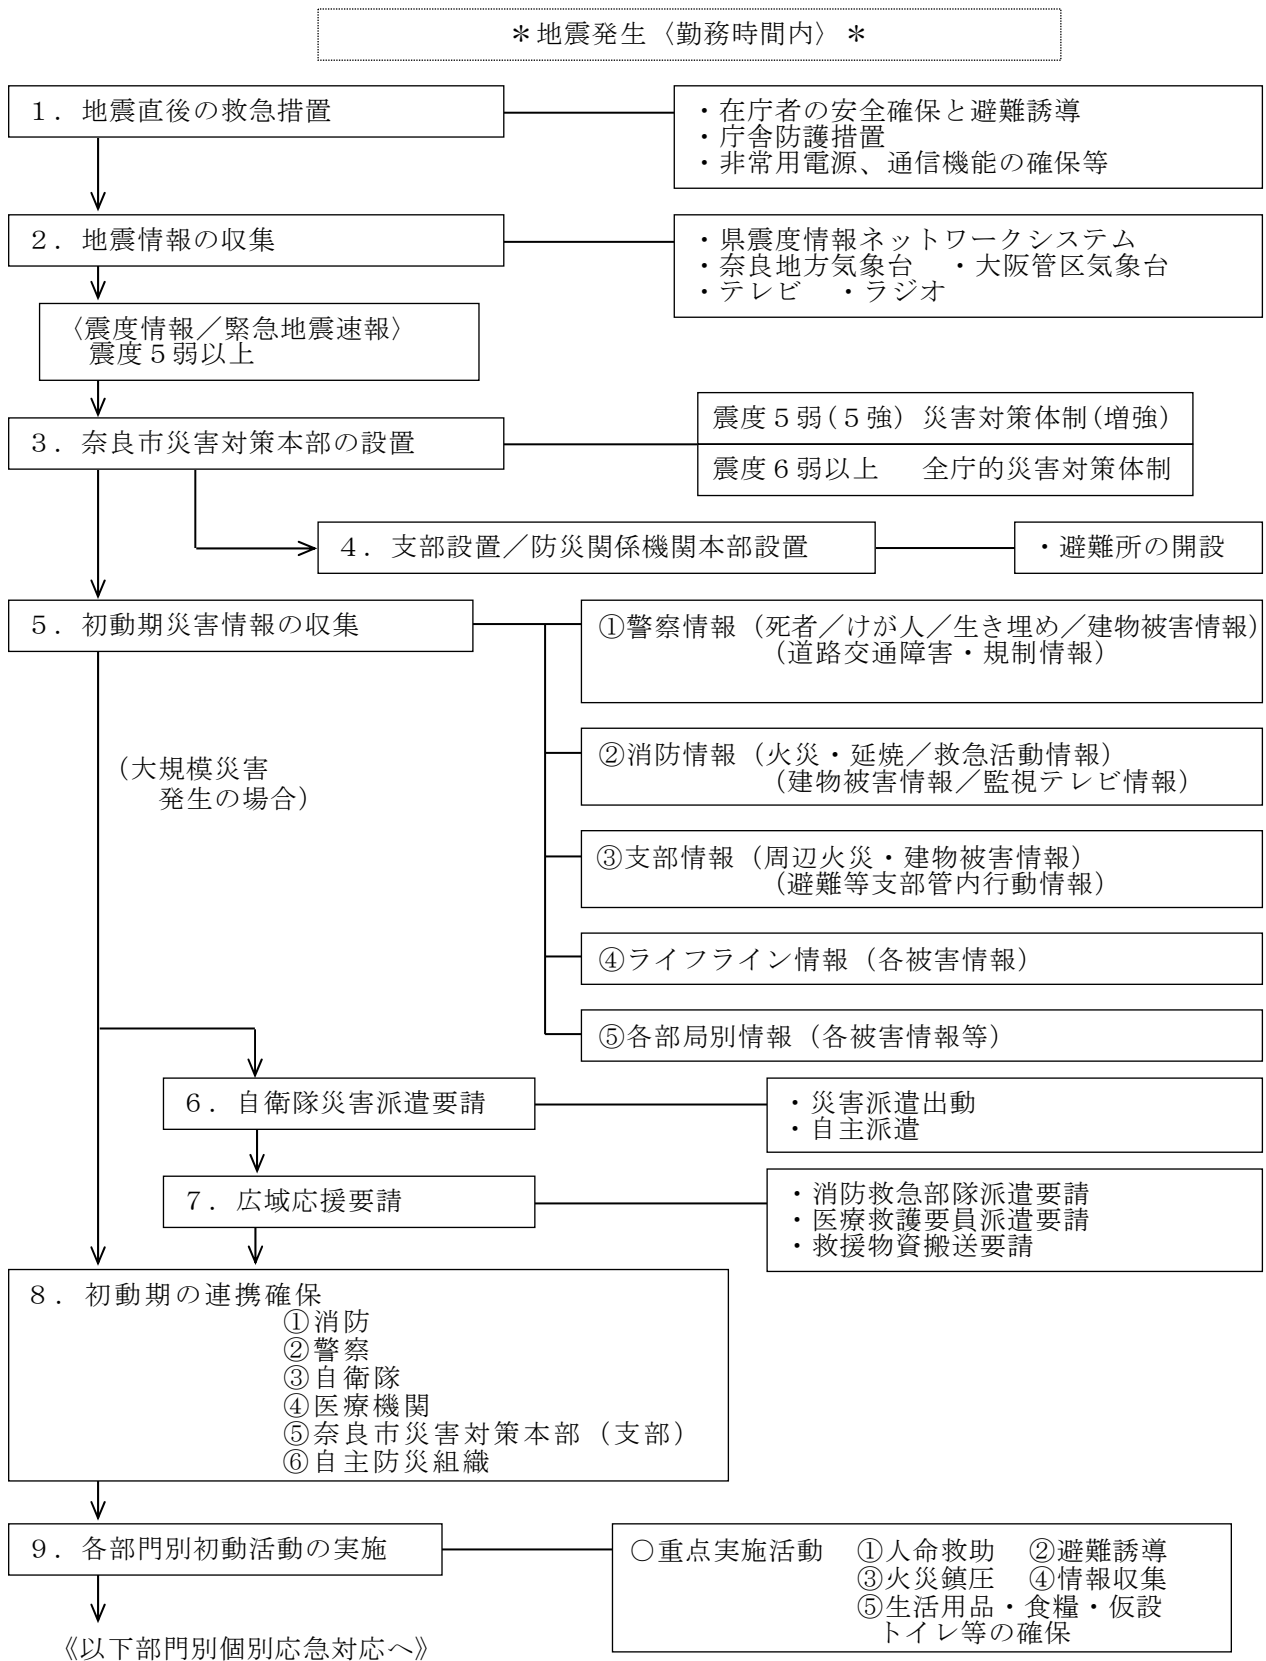 ＊地震発生〈勤務時間内〉＊
１．地震直後の救急措置
・在庁者の安全確保と避難誘導
・庁舎防護措置
・非常用電源、通信機能の確保等
２．地震情報の収集
・県震度情報ネットワークシステム
・奈良地方気象台　・大阪管区気象台
・テレビ　・ラジオ
〈震度情報／緊急地震速報〉
震度５弱以上
３．奈良市災害対策本部の設置
震度５弱(５強) 災害対策体制(増強)
震度６弱以上　全庁的災害対策体制
４．支部設置／防災関係機関本部設置
・避難所の開設
５．初動期災害情報の収集
①警察情報（死者／けが人／生き埋め／建物被害情報）
（道路交通障害・規制情報）
②消防情報（火災・延焼／救急活動情報）
（建物被害情報／監視テレビ情報）
（大規模災害
発生の場合）
③支部情報（周辺火災・建物被害情報）
（避難等支部管内行動情報）
④ライフライン情報（各被害情報）
⑤各部局別情報（各被害情報等）
６．自衛隊災害派遣要請
・災害派遣出動
・自主派遣
７．広域応援要請
・消防救急部隊派遣要請
・医療救護要員派遣要請
・救援物資搬送要請
８．初動期の連携確保
①消防
②警察
③自衛隊
④医療機関
⑤奈良市災害対策本部（支部）
⑥自主防災組織
９．各部門別初動活動の実施
○重点実施活動　①人命救助　②避難誘導
③火災鎮圧　④情報収集
⑤生活用品・食糧・仮設
トイレ等の確保
《以下部門別個別応急対応へ》